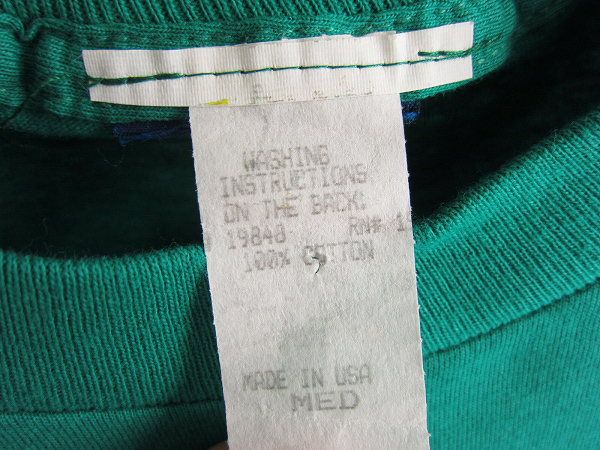 WASHING
INSTRUCTIONS
ON THE BACK:
19840 RN# 1
100% COTTON
MADE IN USA
MED